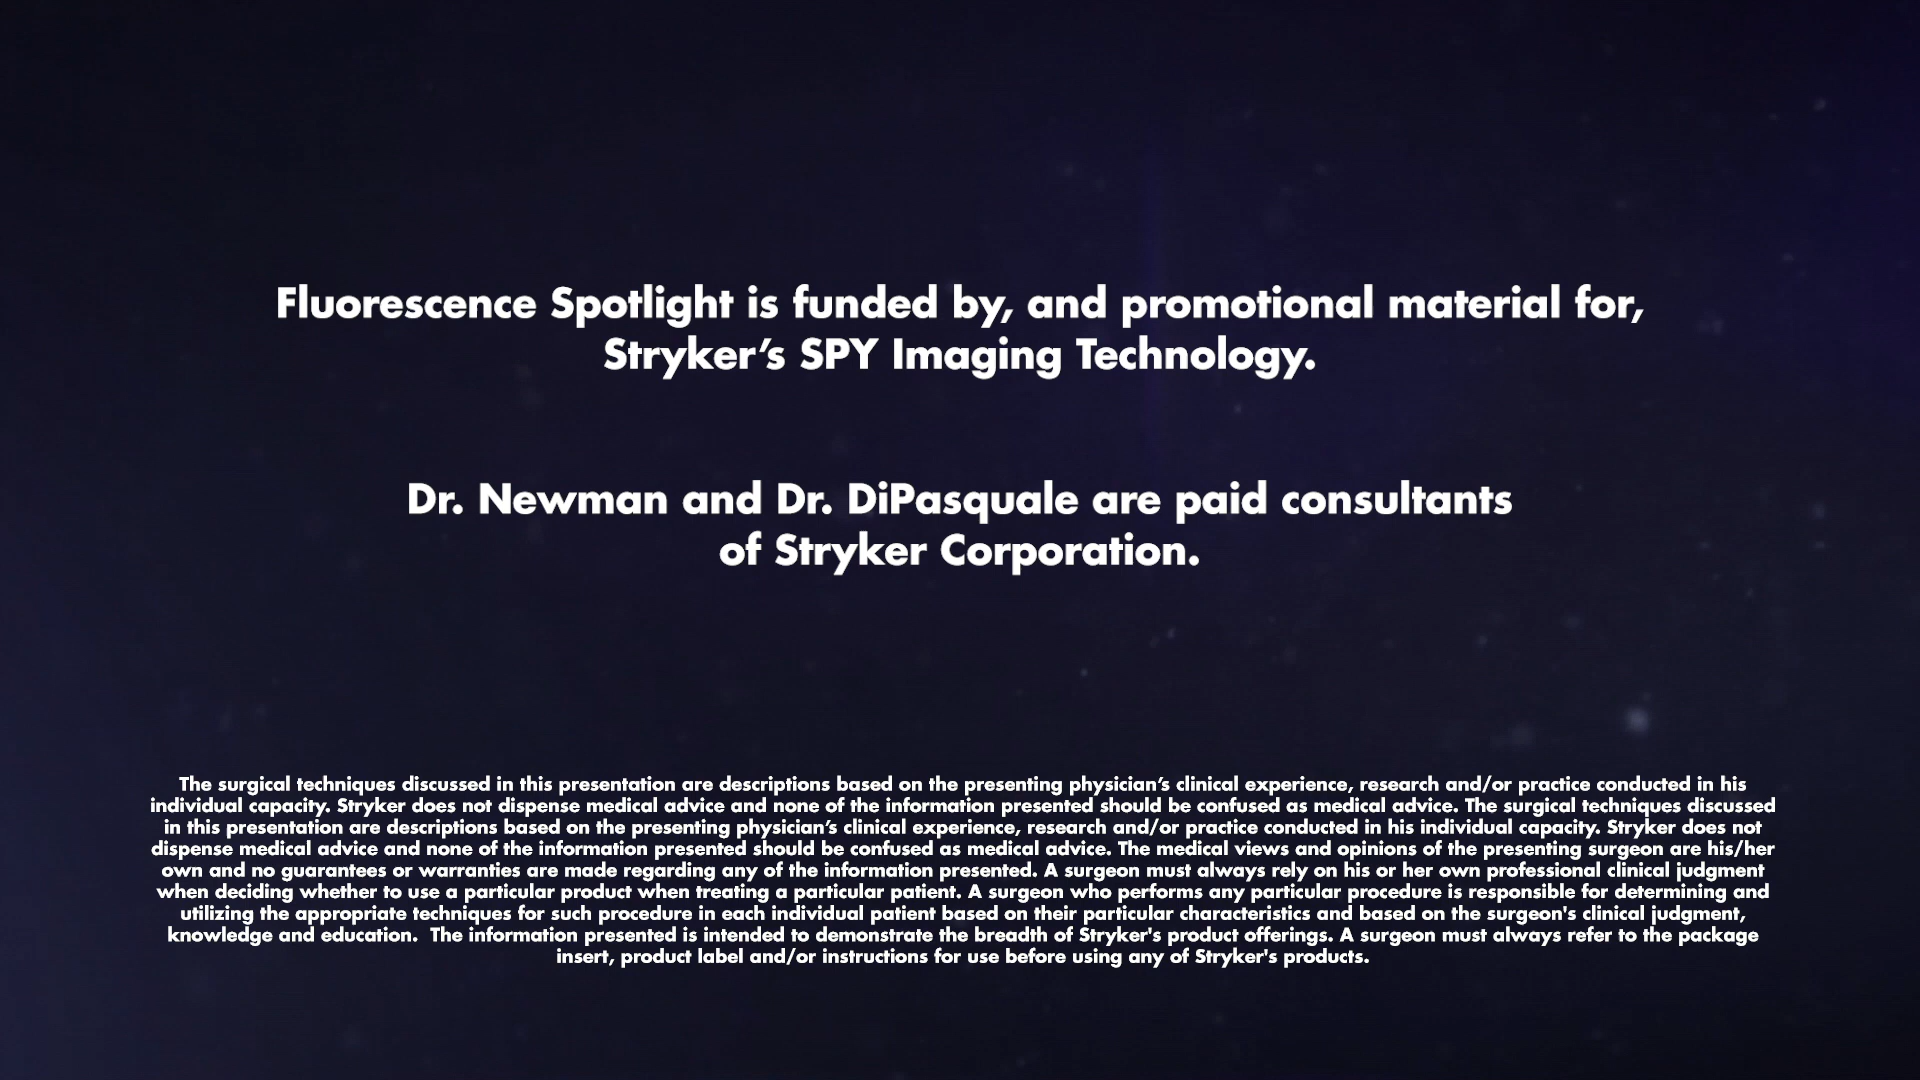 Fluorescence Spotlight is funded by, and promotional material for,
Stryker’s SPY Imaging Technology.
Dr. Newman and Dr. DiPasquale are paid consultants
of Stryker Corporation.
The surgical techniques discussed in this presentation are descriptions based on the presenting physician’s clinical experience, research and/or practice conducted in his
individual capacity. Stryker does not dispense medical advice and none of the information presented should be confused as medical advice. The surgical techniques discussed
in this presentation are descriptions based on the presenting physician’s clinical experience, research and/or practice conducted in his individual capacity. Stryker does not
dispense medical advice and none of the information presented should be confused as medical advice. The medical views and opinions of the presenting surgeon are his/her
own and no guarantees or warranties are made regarding any of the information presented. A surgeon must always rely on his or her own professional clinical judgment
when deciding whether to use a particular product when treating a particular patient. A surgeon who performs any particular procedure is responsible for determining and
utilizing the appropriate techniques for such procedure in each individual patient based on their particular characteristics and based on the surgeon's clinical judgment,
knowledge and education.  The information presented is intended to demonstrate the breadth of Stryker's product offerings. A surgeon must always refer to the package
insert, product label and/or instructions for use before using any of Stryker's products.